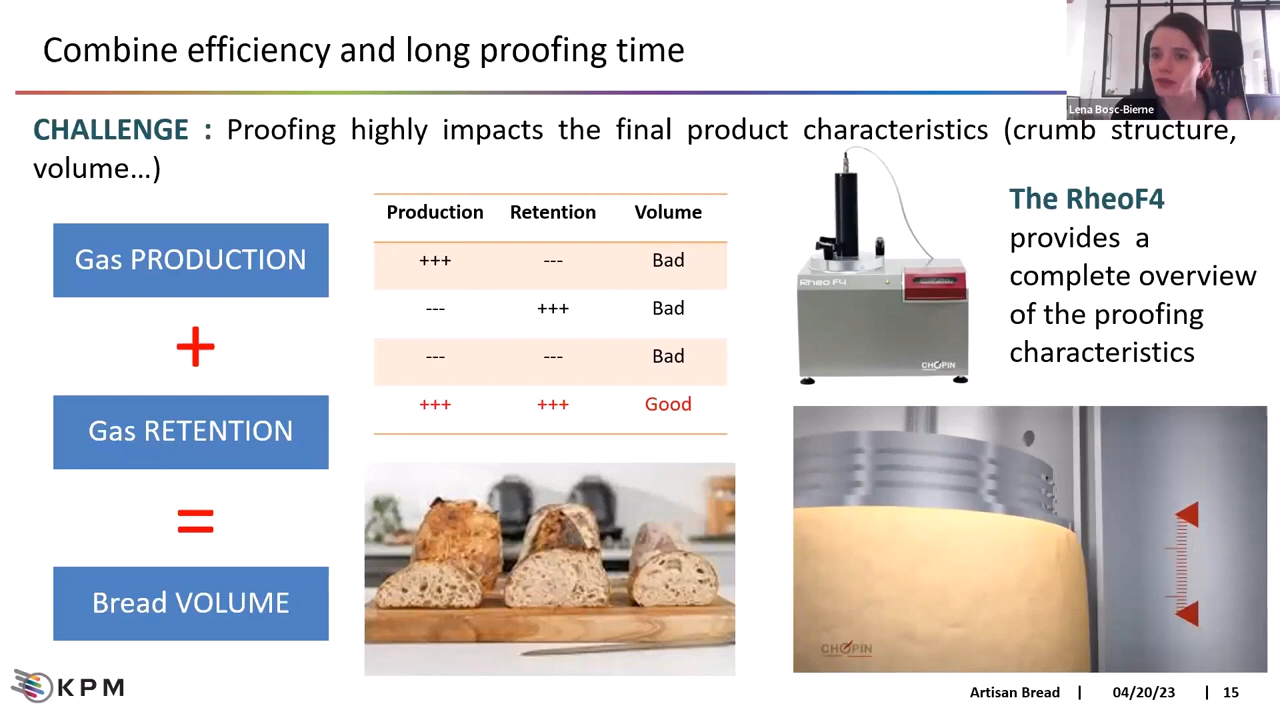 Combine efficiency and long proofing time
Lena Bosc-Bierne
CHALLENGE : Proofing highly impacts the final product characteristics (crumb structure,
volume...)
Gas PRODUCTION
+
Gas RETENTION
=
Bread VOLUME
Production Retention Volume
+++ --- Bad
--- +++ Bad
--- --- Bad
+++ +++ Good
Rheo F4
CHOPIN
The RheoF4
provides a
complete overview
of the proofing
characteristics
CHOPIN
KPM
Artisan Bread | 04/20/23 | 15